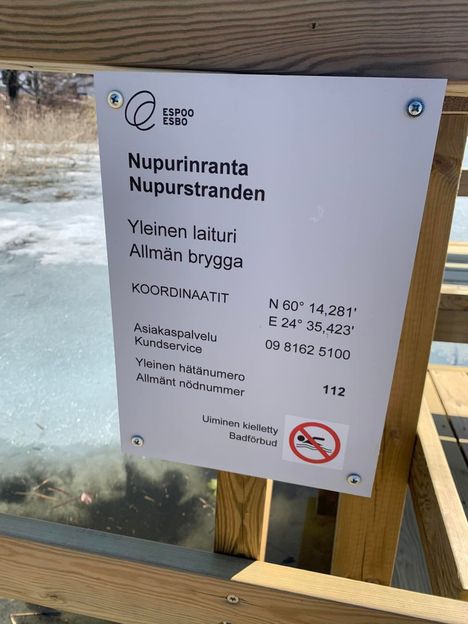 ESPOO
ESBO
Nupurinranta
Nupurstranden
Yleinen laituri
Allmän brygga
KOORDINAATIT
N 60° 14,281'
E 24° 35,423'
Asiakaspalvelu
Kundservice
09 8162 5100
Yleinen hätänumero
Allmänt nödnummer
112
Uiminen kielletty
Badförbud